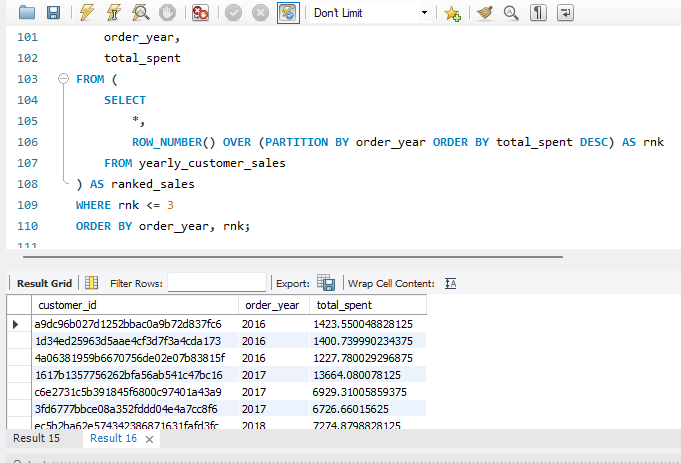 Don't Limit
101 order_year,
102 total_spent
103 FROM (
104 SELECT
105 *,
106 ROW_NUMBER() OVER (PARTITION BY order_year ORDER BY total_spent DESC) AS rnk
107 FROM yearly_customer_sales
108 ) AS ranked_sales
109 WHERE rnk <= 3
110 ORDER BY order_year, rnk;
111
Result Grid Filter Rows: Export: Wrap Cell Content:
customer_id order_year total_spent
a9dc96b027d1252bbac0a9b72d837fc6 2016 1423.550048828125
1d34ed25963d5aae4cf3d7f3a4cda173 2016 1400.739990234375
4a06381959b6670756de02e07b83815f 2016 1227.780029296875
1617b1357756262bfa56ab541c47bc16 2017 13664.080078125
c6e2731c5b391845f6800c97401a43a9 2017 6929.31005859375
3fd6777bbce08a352fddd04e4a7cc8f6 2017 6726.66015625
ec5b2ba62e574342386871631fafd3fc 2018 7274.8798828125
Result 15 Result 16